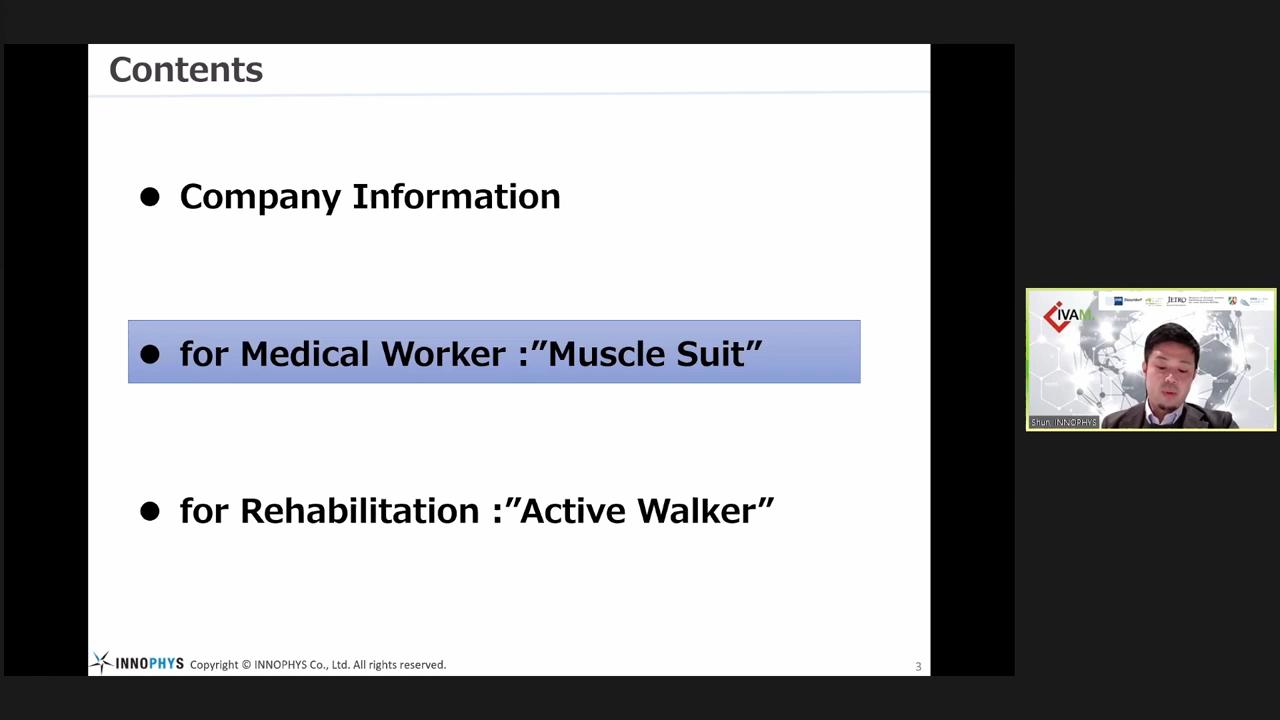 Contents
● Company Information
● for Medical Worker :”Muscle Suit”
● for Rehabilitation :”Active Walker”
INNOPHYS Copyright © INNOPHYS Co., Ltd. All rights reserved.
3
IVAM.
JETRO
Shun, INNOPHYS